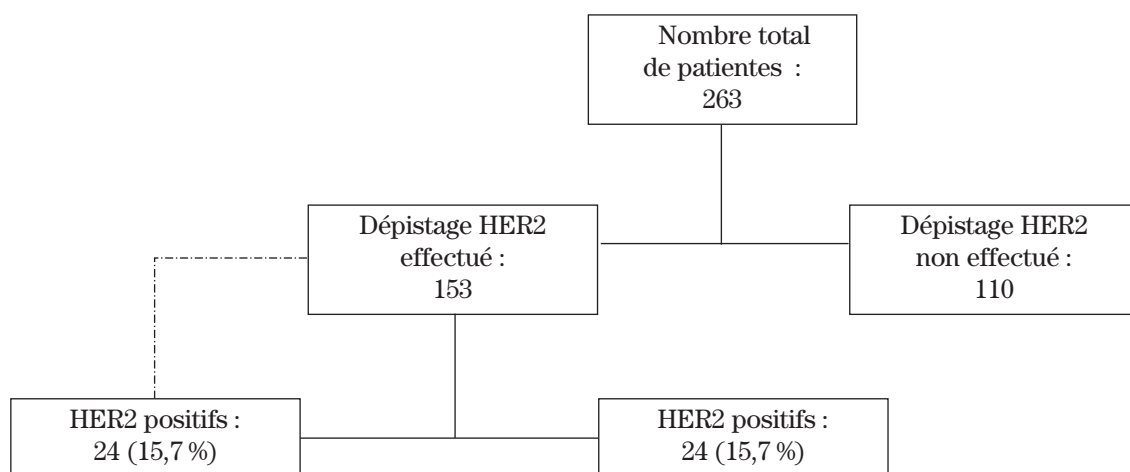 Nombre total
de patientes :
263
Dépistage HER2
effectué :
153
Dépistage HER2
non effectué :
110
HER2 positifs :
24 (15,7 %)
HER2 positifs :
24 (15,7 %)